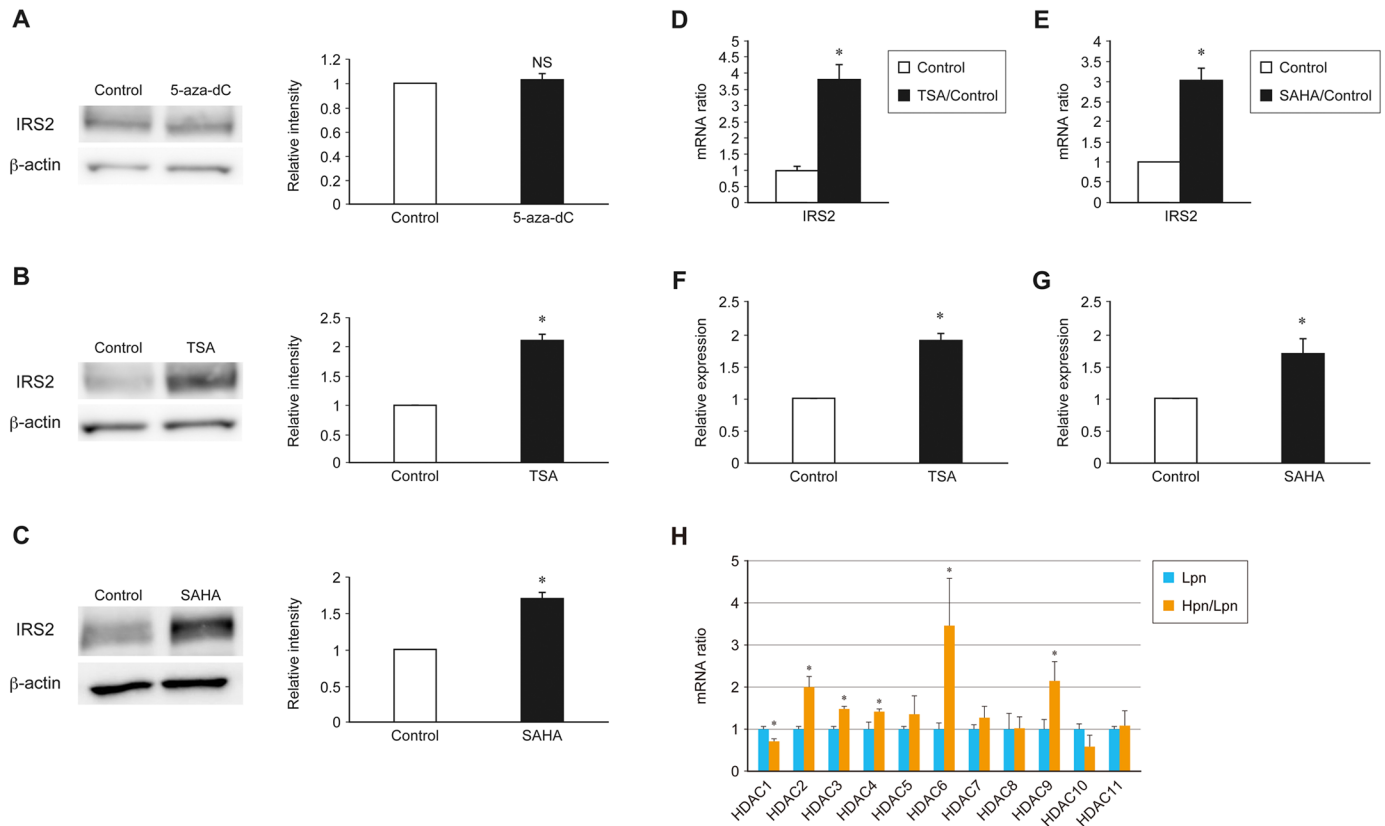 A
Control 5-aza-dC
IRS2
β-actin
Relative intensity
1.2
1
0.8
0.6
0.4
0.2
0
NS
Control 5-aza-dC
B
Control TSA
IRS2
β-actin
Relative intensity
2.5
2
1.5
1
0.5
0
*
Control TSA
C
Control SAHA
IRS2
β-actin
Relative intensity
2
1.5
1
0.5
0
*
Control SAHA
D
mRNA ratio
5
4.5
4
3.5
3
2.5
2
1.5
1
0.5
0
*
IRS2
Control
TSA/Control
E
mRNA ratio
4
3.5
3
2.5
2
1.5
1
0.5
0
*
IRS2
Control
SAHA/Control
F
Relative expression
2.5
2
1.5
1
0.5
0
*
Control TSA
G
Relative expression
2.5
2
1.5
1
0.5
0
*
Control SAHA
H
mRNA ratio
5
4
3
2
1
0
* * * * * *
HDAC1 HDAC2 HDAC3 HDAC4 HDAC5 HDAC6 HDAC7 HDAC8 HDAC9 HDAC10 HDAC11
Lpn
Hpn/Lpn